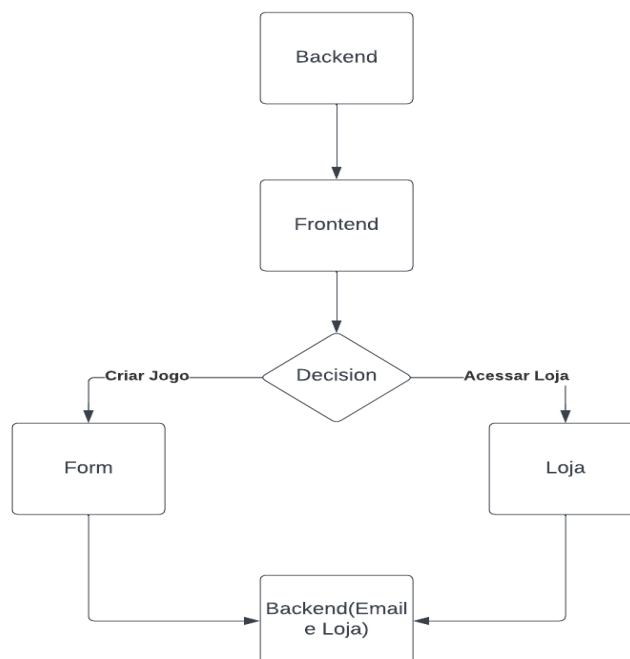 Backend
Frontend
Decision
Criar Jogo
Acessar Loja
Form
Loja
Backend(Email
e Loja)